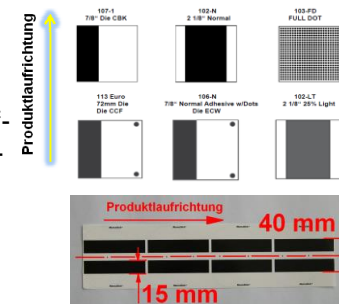 Produktlaufrichtung
107-1
7/8" Die CBK
102-N
2 1/8" Normal
103-FD
FULL DOT
113 Euro
72mm Die
Die CCF
106-N
7/8" Normal Adhesive w/Dots
Die ECW
102-LT
2 1/8" 25% Light
Produktlaufrichtung
40 mm
15 mm